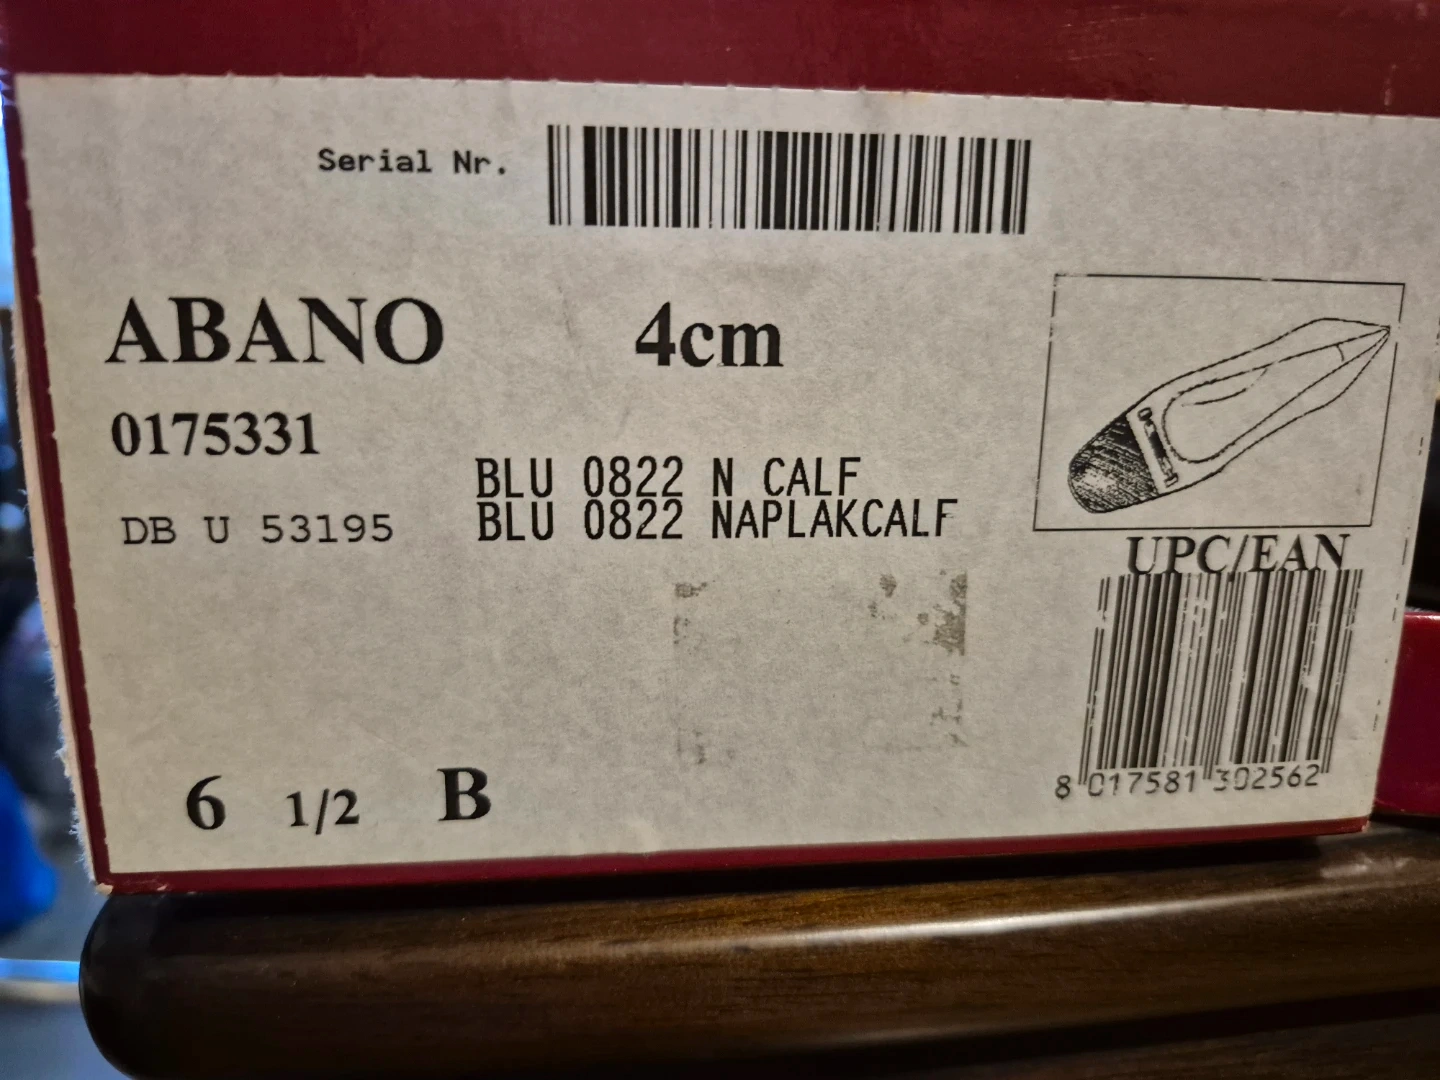 Serial Nr.
ABANO 4cm
0175331
BLU 0822 N CALF
DB U 53195 BLU 0822 NAPLAKCALF
UPC/EAN
8 017581 302562
6 1/2 B